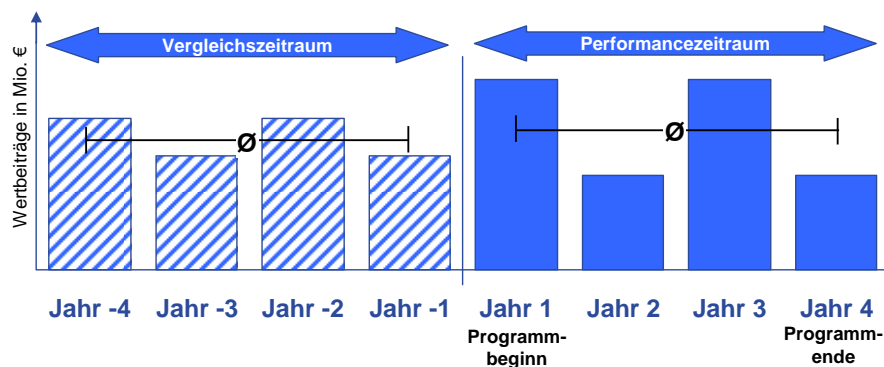 Wertbeiträge in Mio. €
Vergleichszeitraum
Performancezeitraum
Ø
Ø
Jahr -4
Jahr -3
Jahr -2
Jahr -1
Jahr 1
Jahr 2
Jahr 3
Jahr 4
Programm-
beginn
Programm-
ende